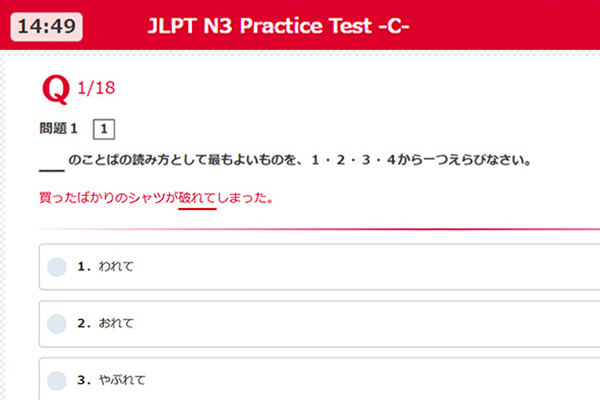 14:49 JLPT N3 Practice Test -C-
Q 1/18
問題1 1
___のことばの読み方として最もよいものを、1・2・3・4から一つえらびなさい。
買ったばかりのシャツが破れてしまった。
1. われて
2. おれて
3. やぶれて